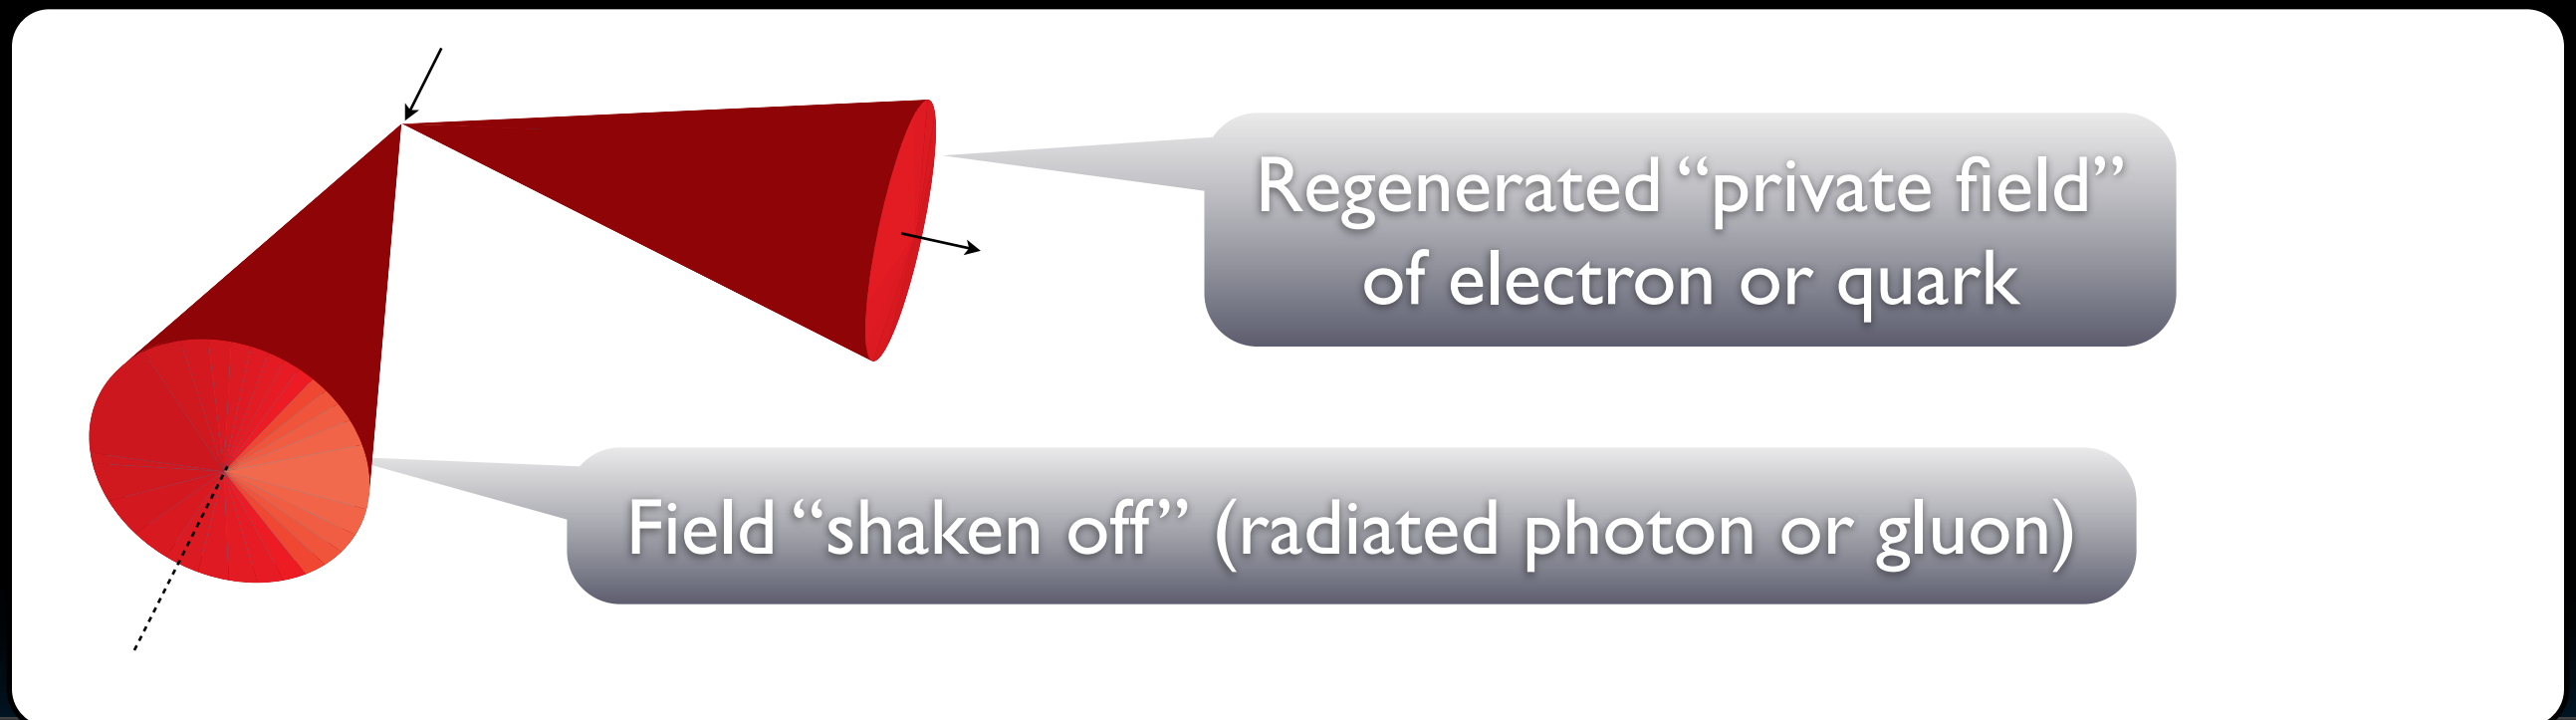 Regenerated “private field”
of electron or quark
Field “shaken off” (radiated photon or gluon)